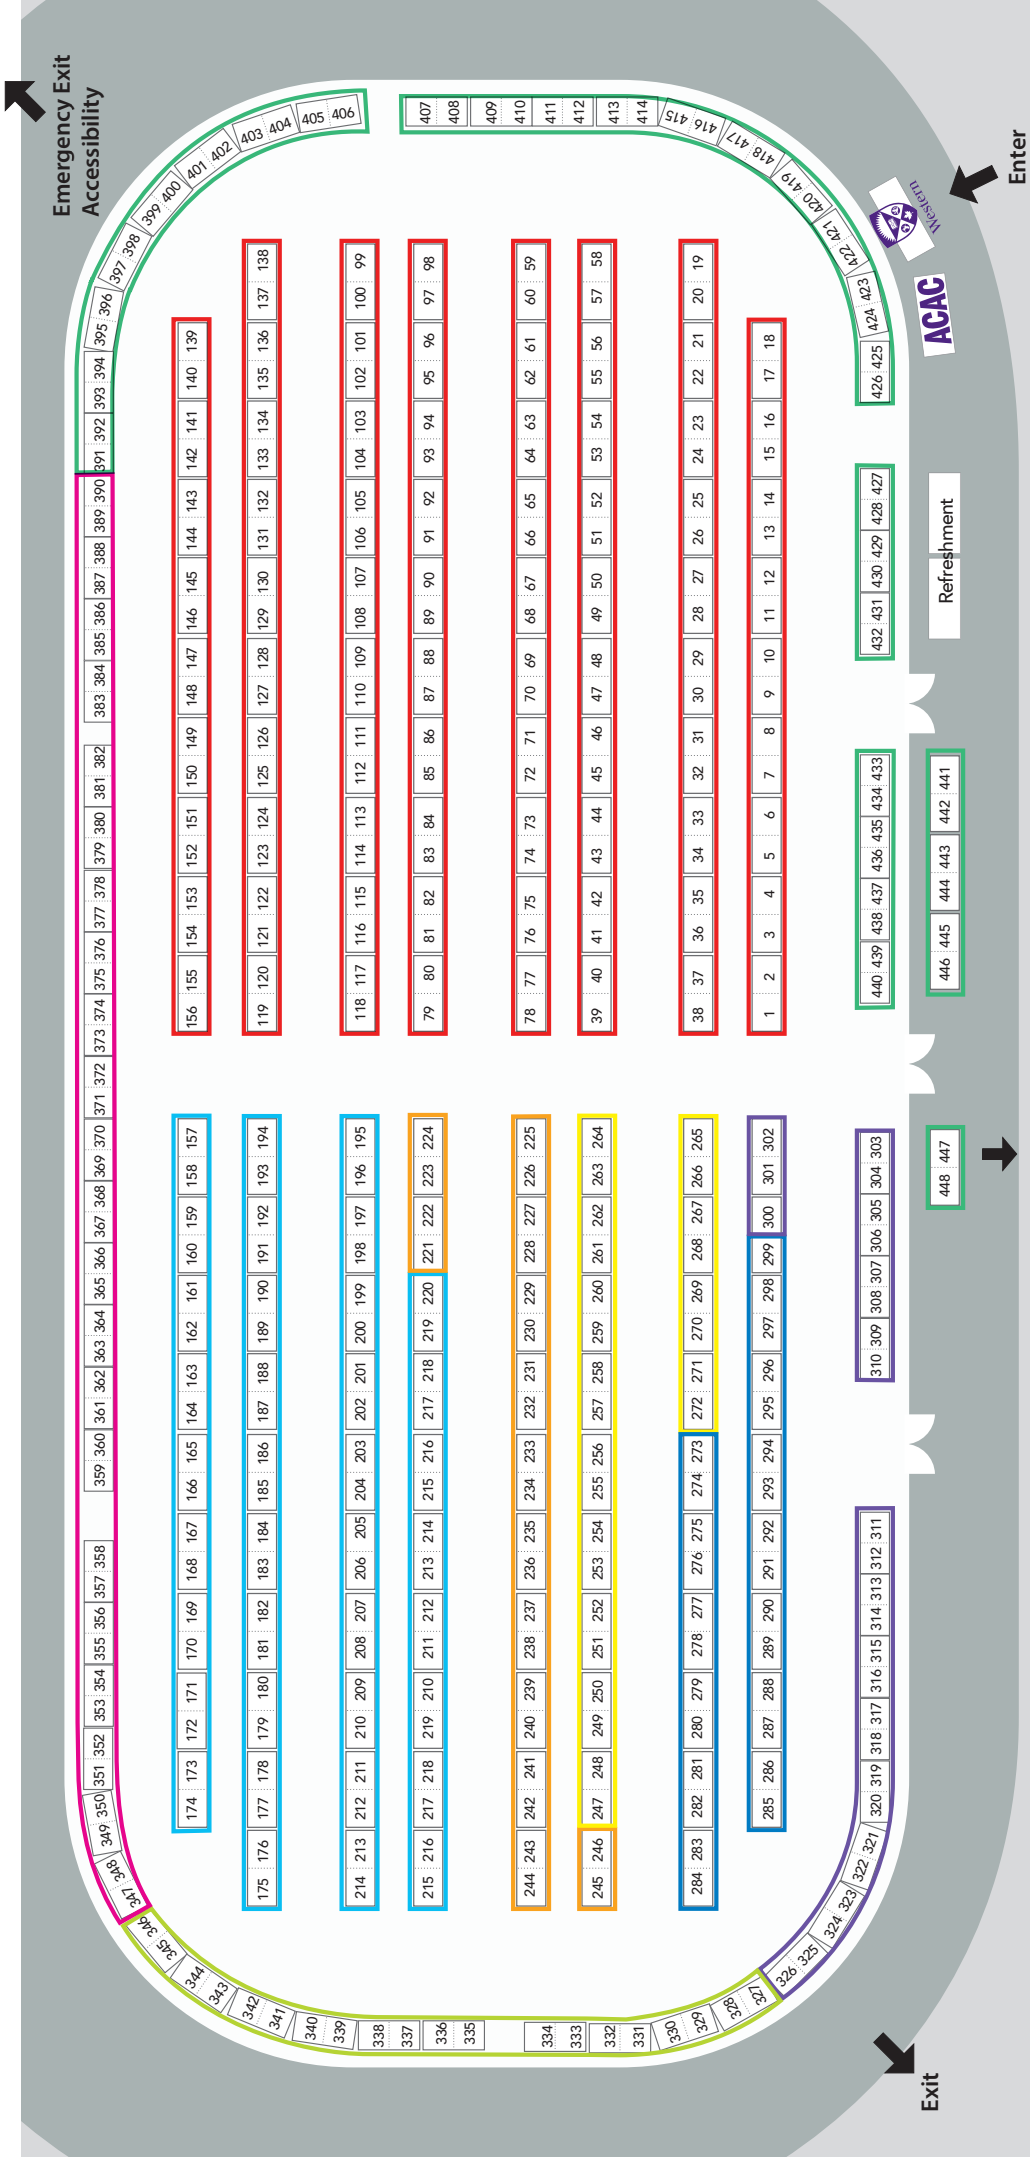 Emergency Exit
Accessibility
347 348 349 350 351 352 353 354 355 356 357 358 359 360 361 362 363 364 365 366 367 368 369 370 371 372 373 374 375 376 377 378 379 380 381 382 383 384 385 386 387 388 389 390 391 392 393 394 395 396 397 398 399 400 401 402 403 404 405 406
174 173 172 171 170 169 168 167 166 165 164 163 162 161 160 159 158 157 156 155 154 153 152 151 150 149 148 147 146 145 144 143 142 141 140 139
175 176 177 178 179 180 181 182 183 184 185 186 187 188 189 190 191 192 193 194 119 120 121 122 123 124 125 126 127 128 129 130 131 132 133 134 135 136 137 138
214 213 212 211 210 209 208 207 206 205 204 203 202 201 200 199 198 197 196 195 118 117 116 115 114 113 112 111 110 109 108 107 106 105 104 103 102 101 100 99
215 216 217 218 219 210 211 212 213 214 215 216 217 218 219 220 221 222 223 224 79 80 81 82 83 84 85 86 87 88 89 90 91 92 93 94 95 96 97 98
244 243 242 241 240 239 238 237 236 235 234 233 232 231 230 229 228 227 226 225 78 77 76 75 74 73 72 71 70 69 68 67 66 65 64 63 62 61 60 59
245 246 247 248 249 250 251 252 253 254 255 256 257 258 259 260 261 262 263 264 39 40 41 42 43 44 45 46 47 48 49 50 51 52 53 54 55 56 57 58
284 283 282 281 280 279 278 277 276 275 274 273 272 271 270 269 268 267 266 265 38 37 36 35 34 33 32 31 30 29 28 27 26 25 24 23 22 21 20 19
285 286 287 288 289 290 291 292 293 294 295 296 297 298 299 300 301 302 1 2 3 4 5 6 7 8 9 10 11 12 13 14 15 16 17 18
346 345 344 343 342 341 340 339 338 337 336 335 334 333 332 331 330 329 328 327
407 408 409 410 411 412 413 414 415 416 417 418 419 420 421 422 423 424 425 426
326 325 324 323 322 321 320 319 318 317 316 315 314 313 312 311 310 309 308 307 306 305 304 303 440 439 438 437 436 435 434 433 432 431 430 429 428 427
448 447 446 445 444 443 442 441
Refreshment
ACAC
Western
Exit
Enter